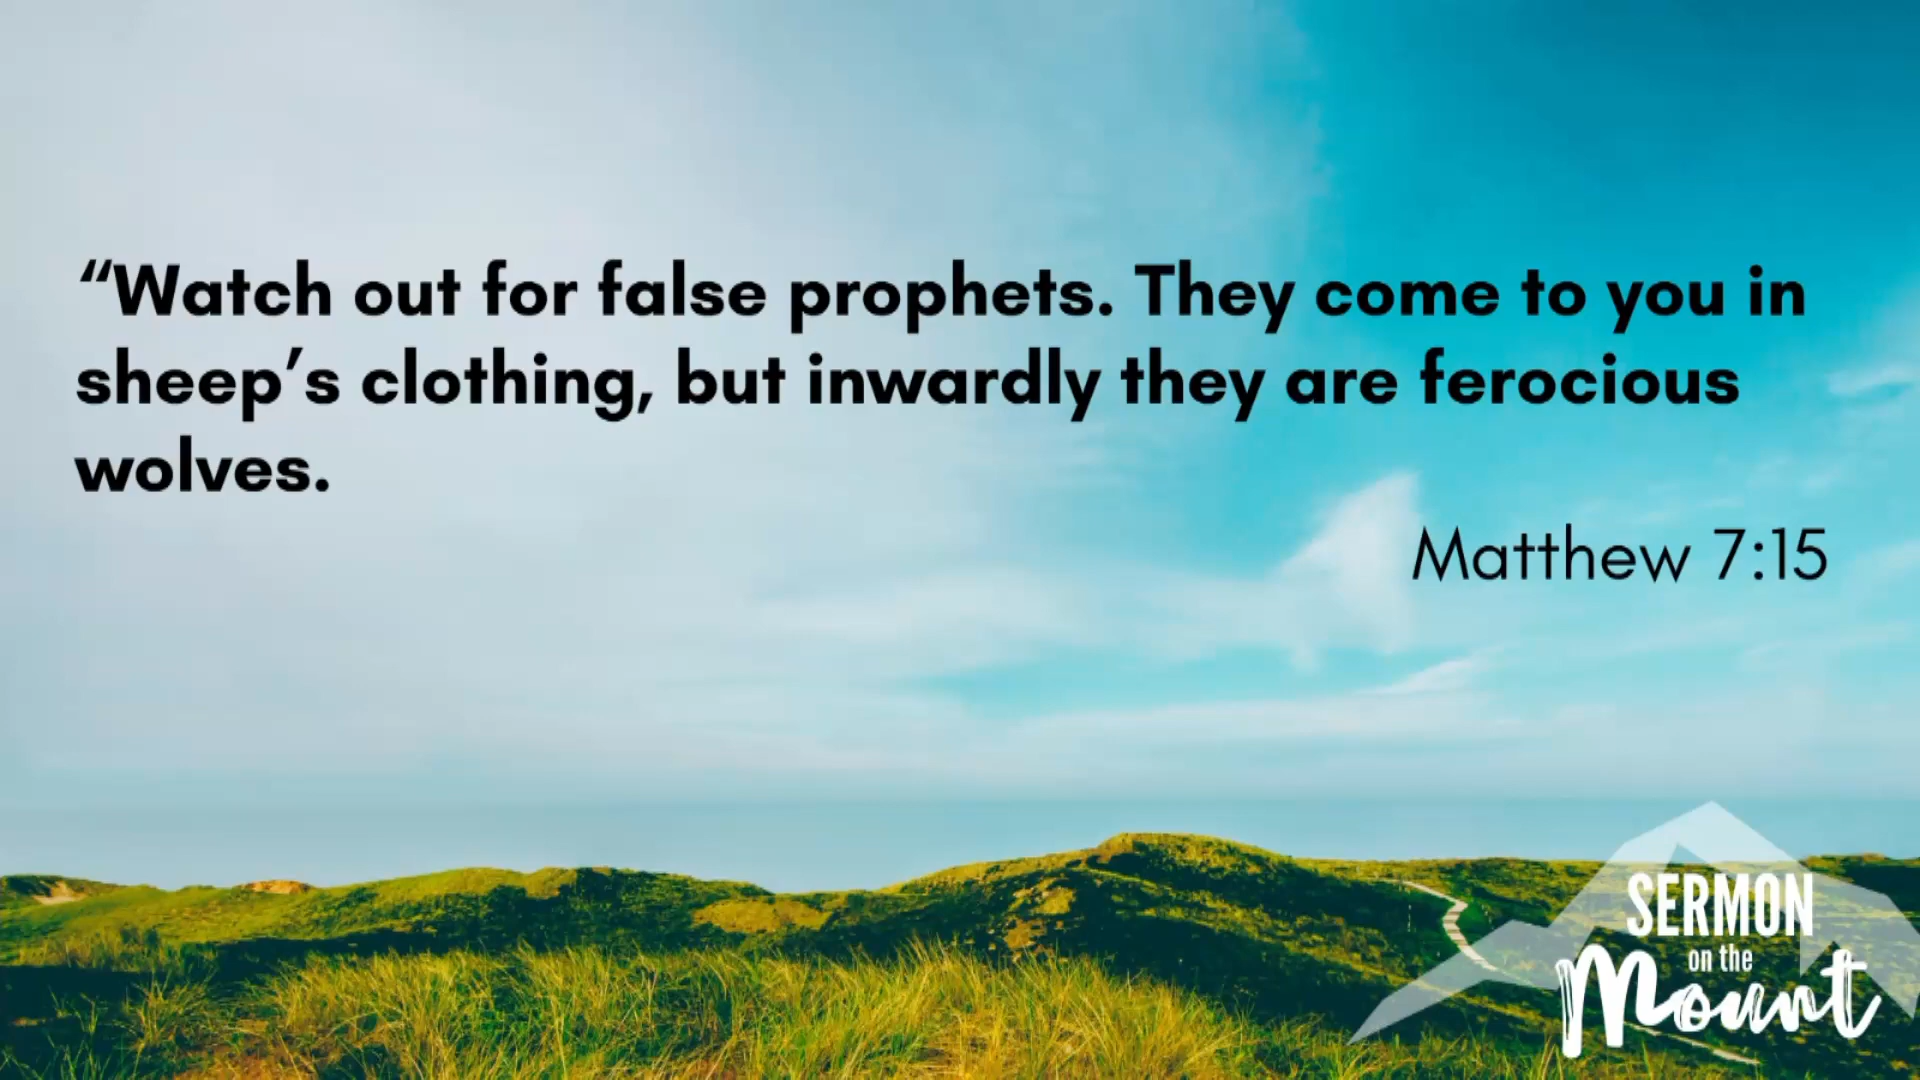 “Watch out for false prophets. They come to you in
sheep’s clothing, but inwardly they are ferocious
wolves.
Matthew 7:15
SERMON
on the
Mount